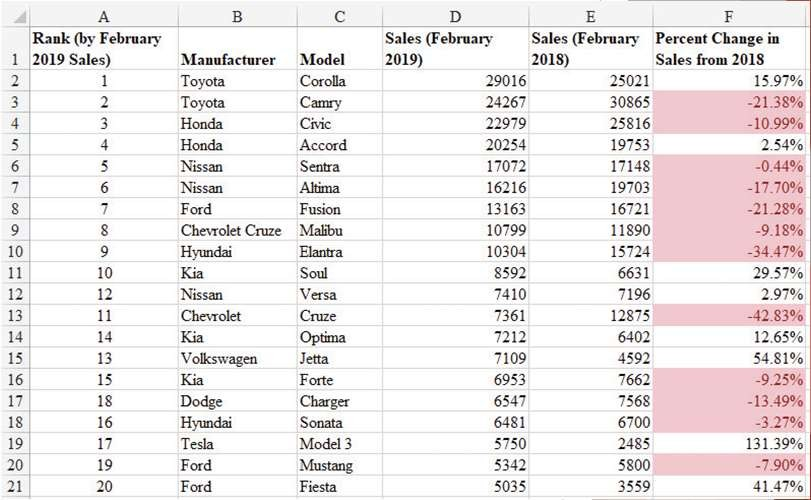 A B C D E F
1 Rank (by February 2019 Sales) Manufacturer Model Sales (February 2019) Sales (February 2018) Percent Change in Sales from 2018
2 1 Toyota Corolla 29016 25021 15.97%
3 2 Toyota Camry 24267 30865 -21.38%
4 3 Honda Civic 22979 25816 -10.99%
5 4 Honda Accord 20254 19753 2.54%
6 5 Nissan Sentra 17072 17148 -0.44%
7 6 Nissan Altima 16216 19703 -17.70%
8 7 Ford Fusion 13163 16721 -21.28%
9 8 Chevrolet Cruze Malibu 10799 11890 -9.18%
10 9 Hyundai Elantra 10304 15724 -34.47%
11 10 Kia Soul 8592 6631 29.57%
12 12 Nissan Versa 7410 7196 2.97%
13 11 Chevrolet Cruze 7361 12875 -42.83%
14 14 Kia Optima 7212 6402 12.65%
15 13 Volkswagen Jetta 7109 4592 54.81%
16 15 Kia Forte 6953 7662 -9.25%
17 18 Dodge Charger 6547 7568 -13.49%
18 16 Hyundai Sonata 6481 6700 -3.27%
19 17 Tesla Model 3 5750 2485 131.39%
20 19 Ford Mustang 5342 5800 -7.90%
21 20 Ford Fiesta 5035 3559 41.47%